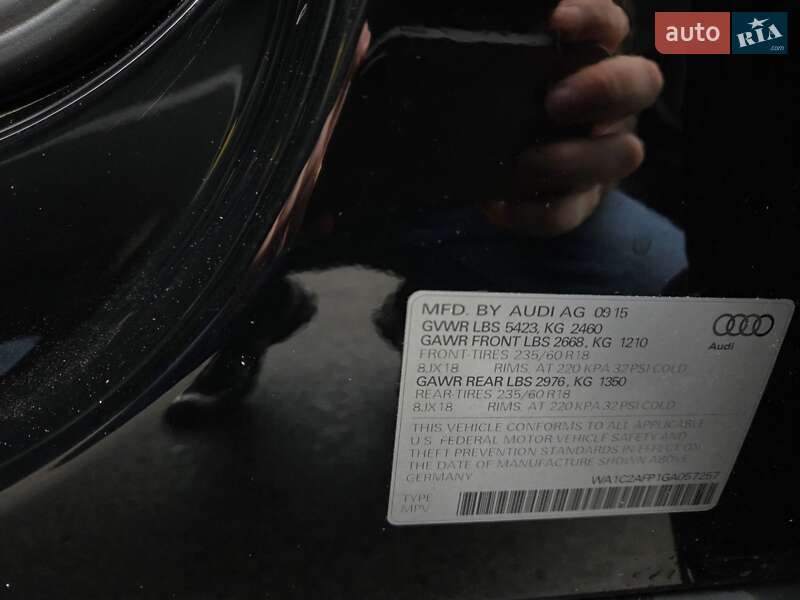 auto RIA
.com
MFD. BY AUDI AG 09 15
GVWR LBS 5423, KG 2460
GAWR FRONT LBS 2668, KG 1210
FRONT-TIRES 235/60 R18
8JX18 RIMS, AT 220 KPA 32 PSI COLD
GAWR REAR LBS 2976, KG 1350
REAR-TIRES 235/60 R18
8JX18 RIMS, AT 220 KPA 32 PSI COLD
Audi
THIS VEHICLE CONFORMS TO ALL APPLICABLE
U.S. FEDERAL MOTOR VEHICLE SAFETY AND
THEFT PREVENTION STANDARDS IN EFFECT ON
THE DATE OF MANUFACTURE SHOWN ABOVE
GERMANY WA1C2AFP1GA057257
TYPE
MPV